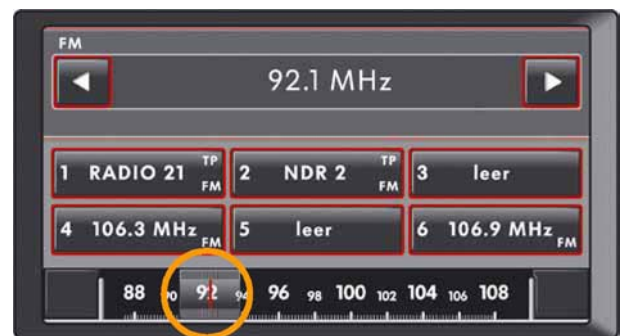 FM
92.1 MHz
1 RADIO 21 TP FM 2 NDR 2 TP FM 3 leer
4 106.3 MHz FM 5 leer 6 106.9 MHz FM
88 90 92 94 96 98 100 102 104 106 108